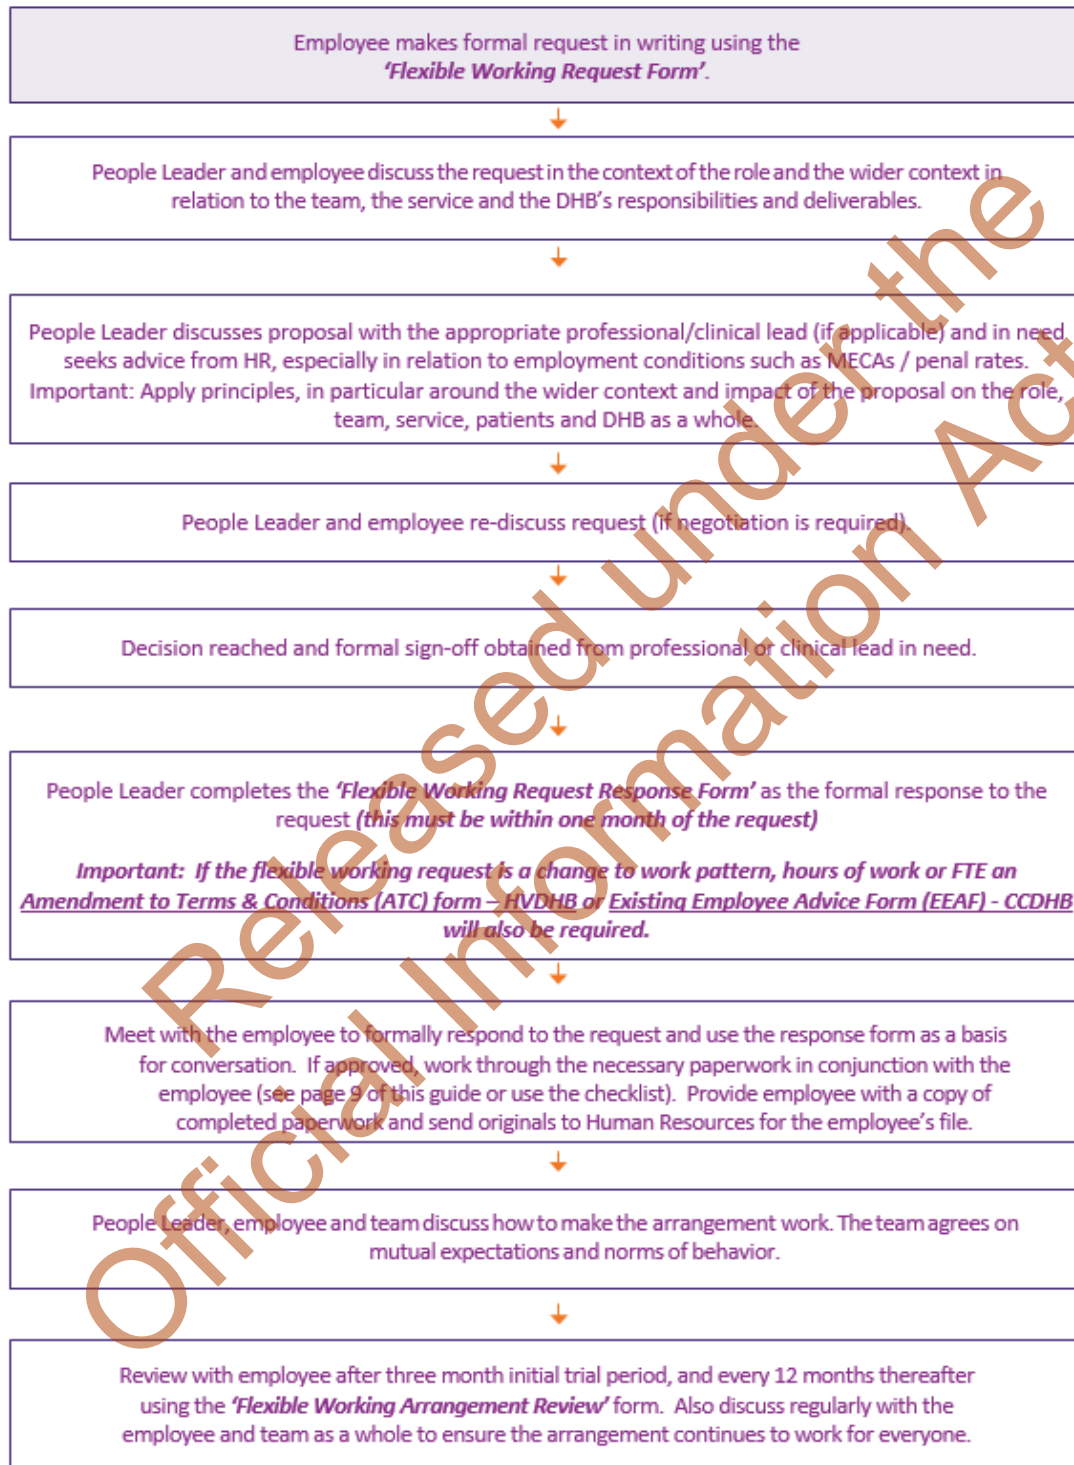 Employee makes formal request in writing using the
‘Flexible Working Request Form’.
People Leader and employee discuss the request in the context of the role and the wider context in
relation to the team, the service and the DHB’s responsibilities and deliverables.
People Leader discusses proposal with the appropriate professional/clinical lead (if applicable) and in need
seeks advice from HR, especially in relation to employment conditions such as MECAs / penal rates.
Important: Apply principles, in particular around the wider context and impact of the proposal on the role,
team, service, patients and DHB as a whole.
People Leader and employee re-discuss request (if negotiation is required).
Decision reached and formal sign-off obtained from professional or clinical lead in need.
People Leader completes the ‘Flexible Working Request Response Form’ as the formal response to the
request (this must be within one month of the request)
Important: If the flexible working request is a change to work pattern, hours of work or FTE an
Amendment to Terms & Conditions (ATC) form – HVDHB or Existing Employee Advice Form (EEAF) - CCDHB
will also be required.
Meet with the employee to formally respond to the request and use the response form as a basis
for conversation. If approved, work through the necessary paperwork in conjunction with the
employee (see page 9 of this guide or use the checklist). Provide employee with a copy of
completed paperwork and send originals to Human Resources for the employee’s file.
People Leader, employee and team discuss how to make the arrangement work. The team agrees on
mutual expectations and norms of behavior.
Review with employee after three month initial trial period, and every 12 months thereafter
using the ‘Flexible Working Arrangement Review’ form. Also discuss regularly with the
employee and team as a whole to ensure the arrangement continues to work for everyone.
Released under the
Official Information Act